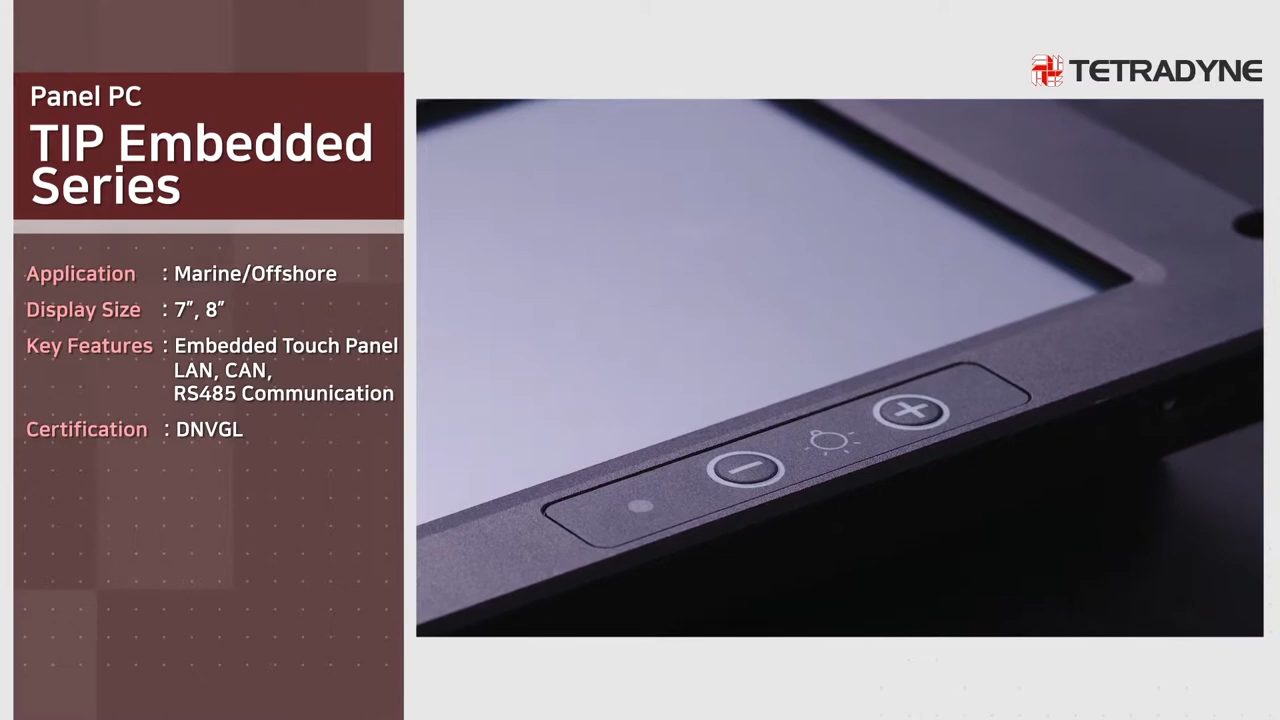 Panel PC
TIP Embedded
Series
Application : Marine/Offshore
Display Size : 7", 8"
Key Features : Embedded Touch Panel
LAN, CAN,
RS485 Communication
Certification : DNVGL
TETRADYNE